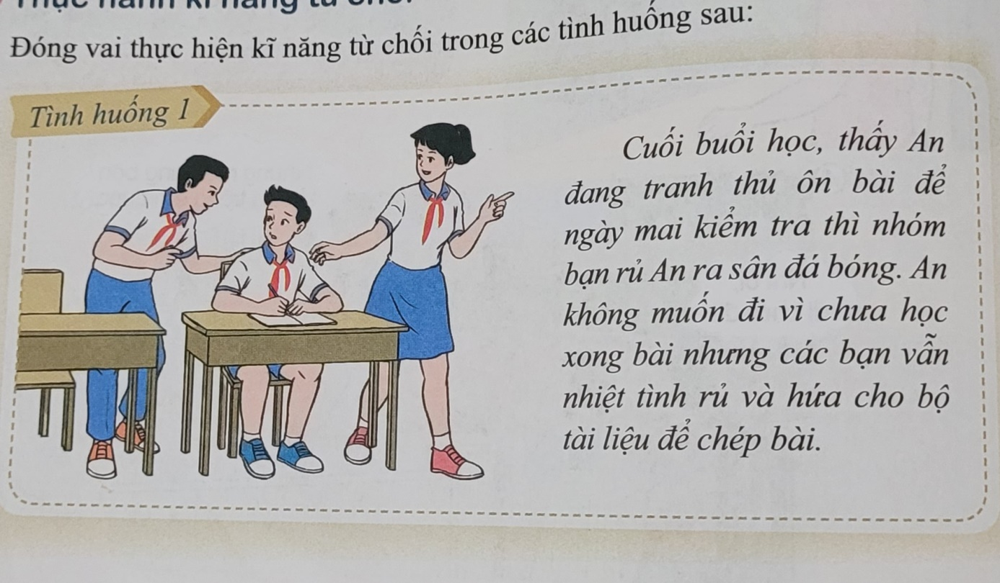 Đóng vai thực hiện kĩ năng từ chối trong các tình huống sau:
Tình huống 1
Cuối buổi học, thấy An
đang tranh thủ ôn bài để
ngày mai kiểm tra thì nhóm
bạn rủ An ra sân đá bóng. An
không muốn đi vì chưa học
xong bài nhưng các bạn vẫn
nhiệt tình rủ và hứa cho bộ
tài liệu để chép bài.